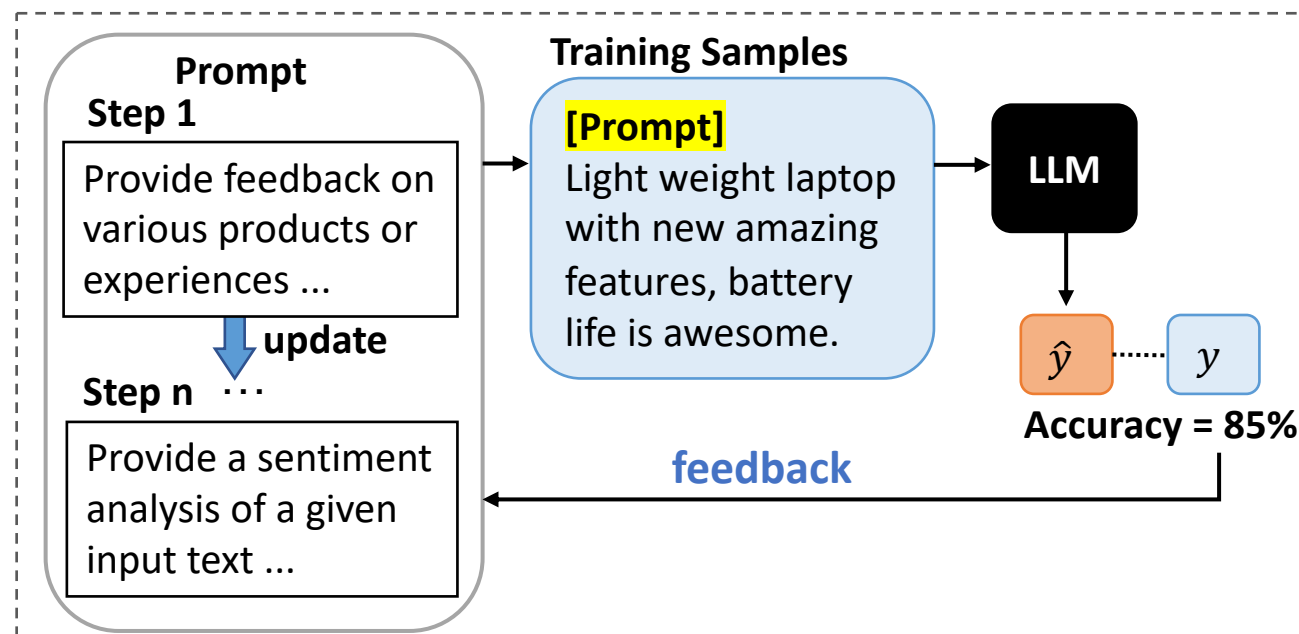 Prompt
Step 1
Provide feedback on
various products or
experiences ...
update
Step n ...
Provide a sentiment
analysis of a given
input text ...
Training Samples
[Prompt]
Light weight laptop
with new amazing
features, battery
life is awesome.
LLM
ŷ ........ y
Accuracy = 85%
feedback